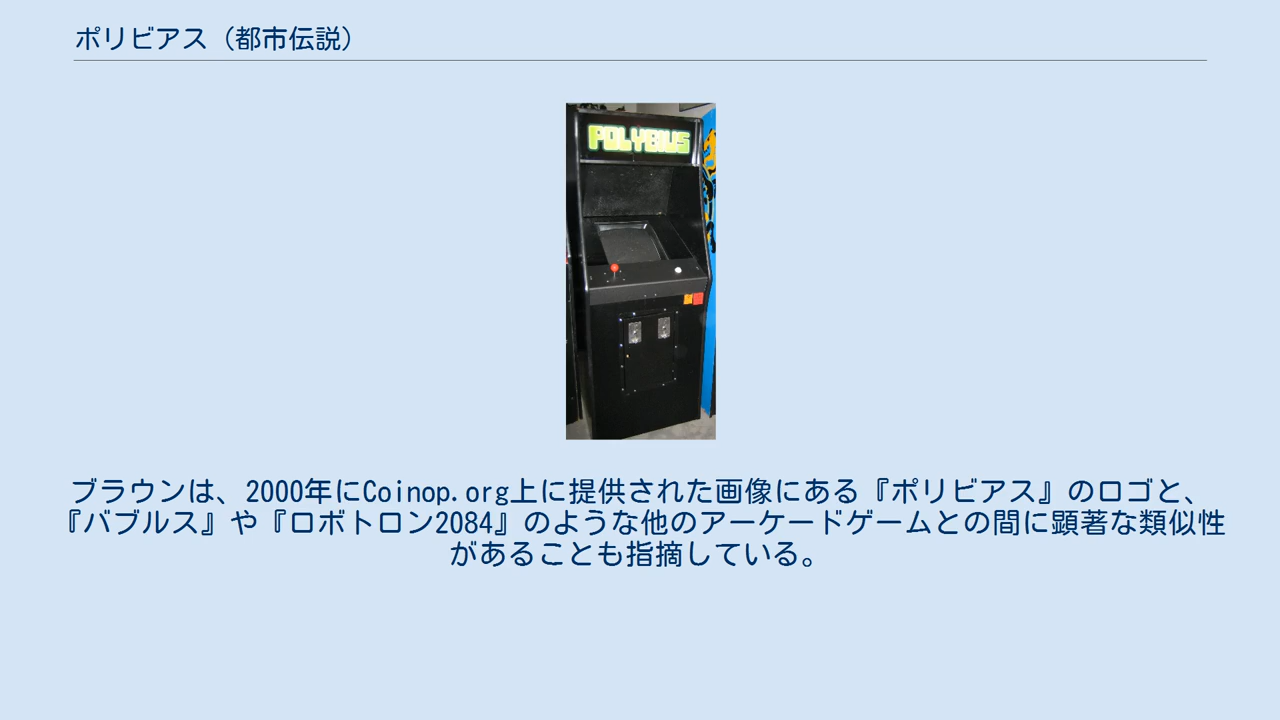 ポリビアス（都市伝説）
POLYBIUS
ブラウンは、2000年にCoinop.org上に提供された画像にある『ポリビアス』のロゴと、
『バブルス』や『ロボトロン2084』のような他のアーケードゲームとの間に顕著な類似性
があることも指摘している。